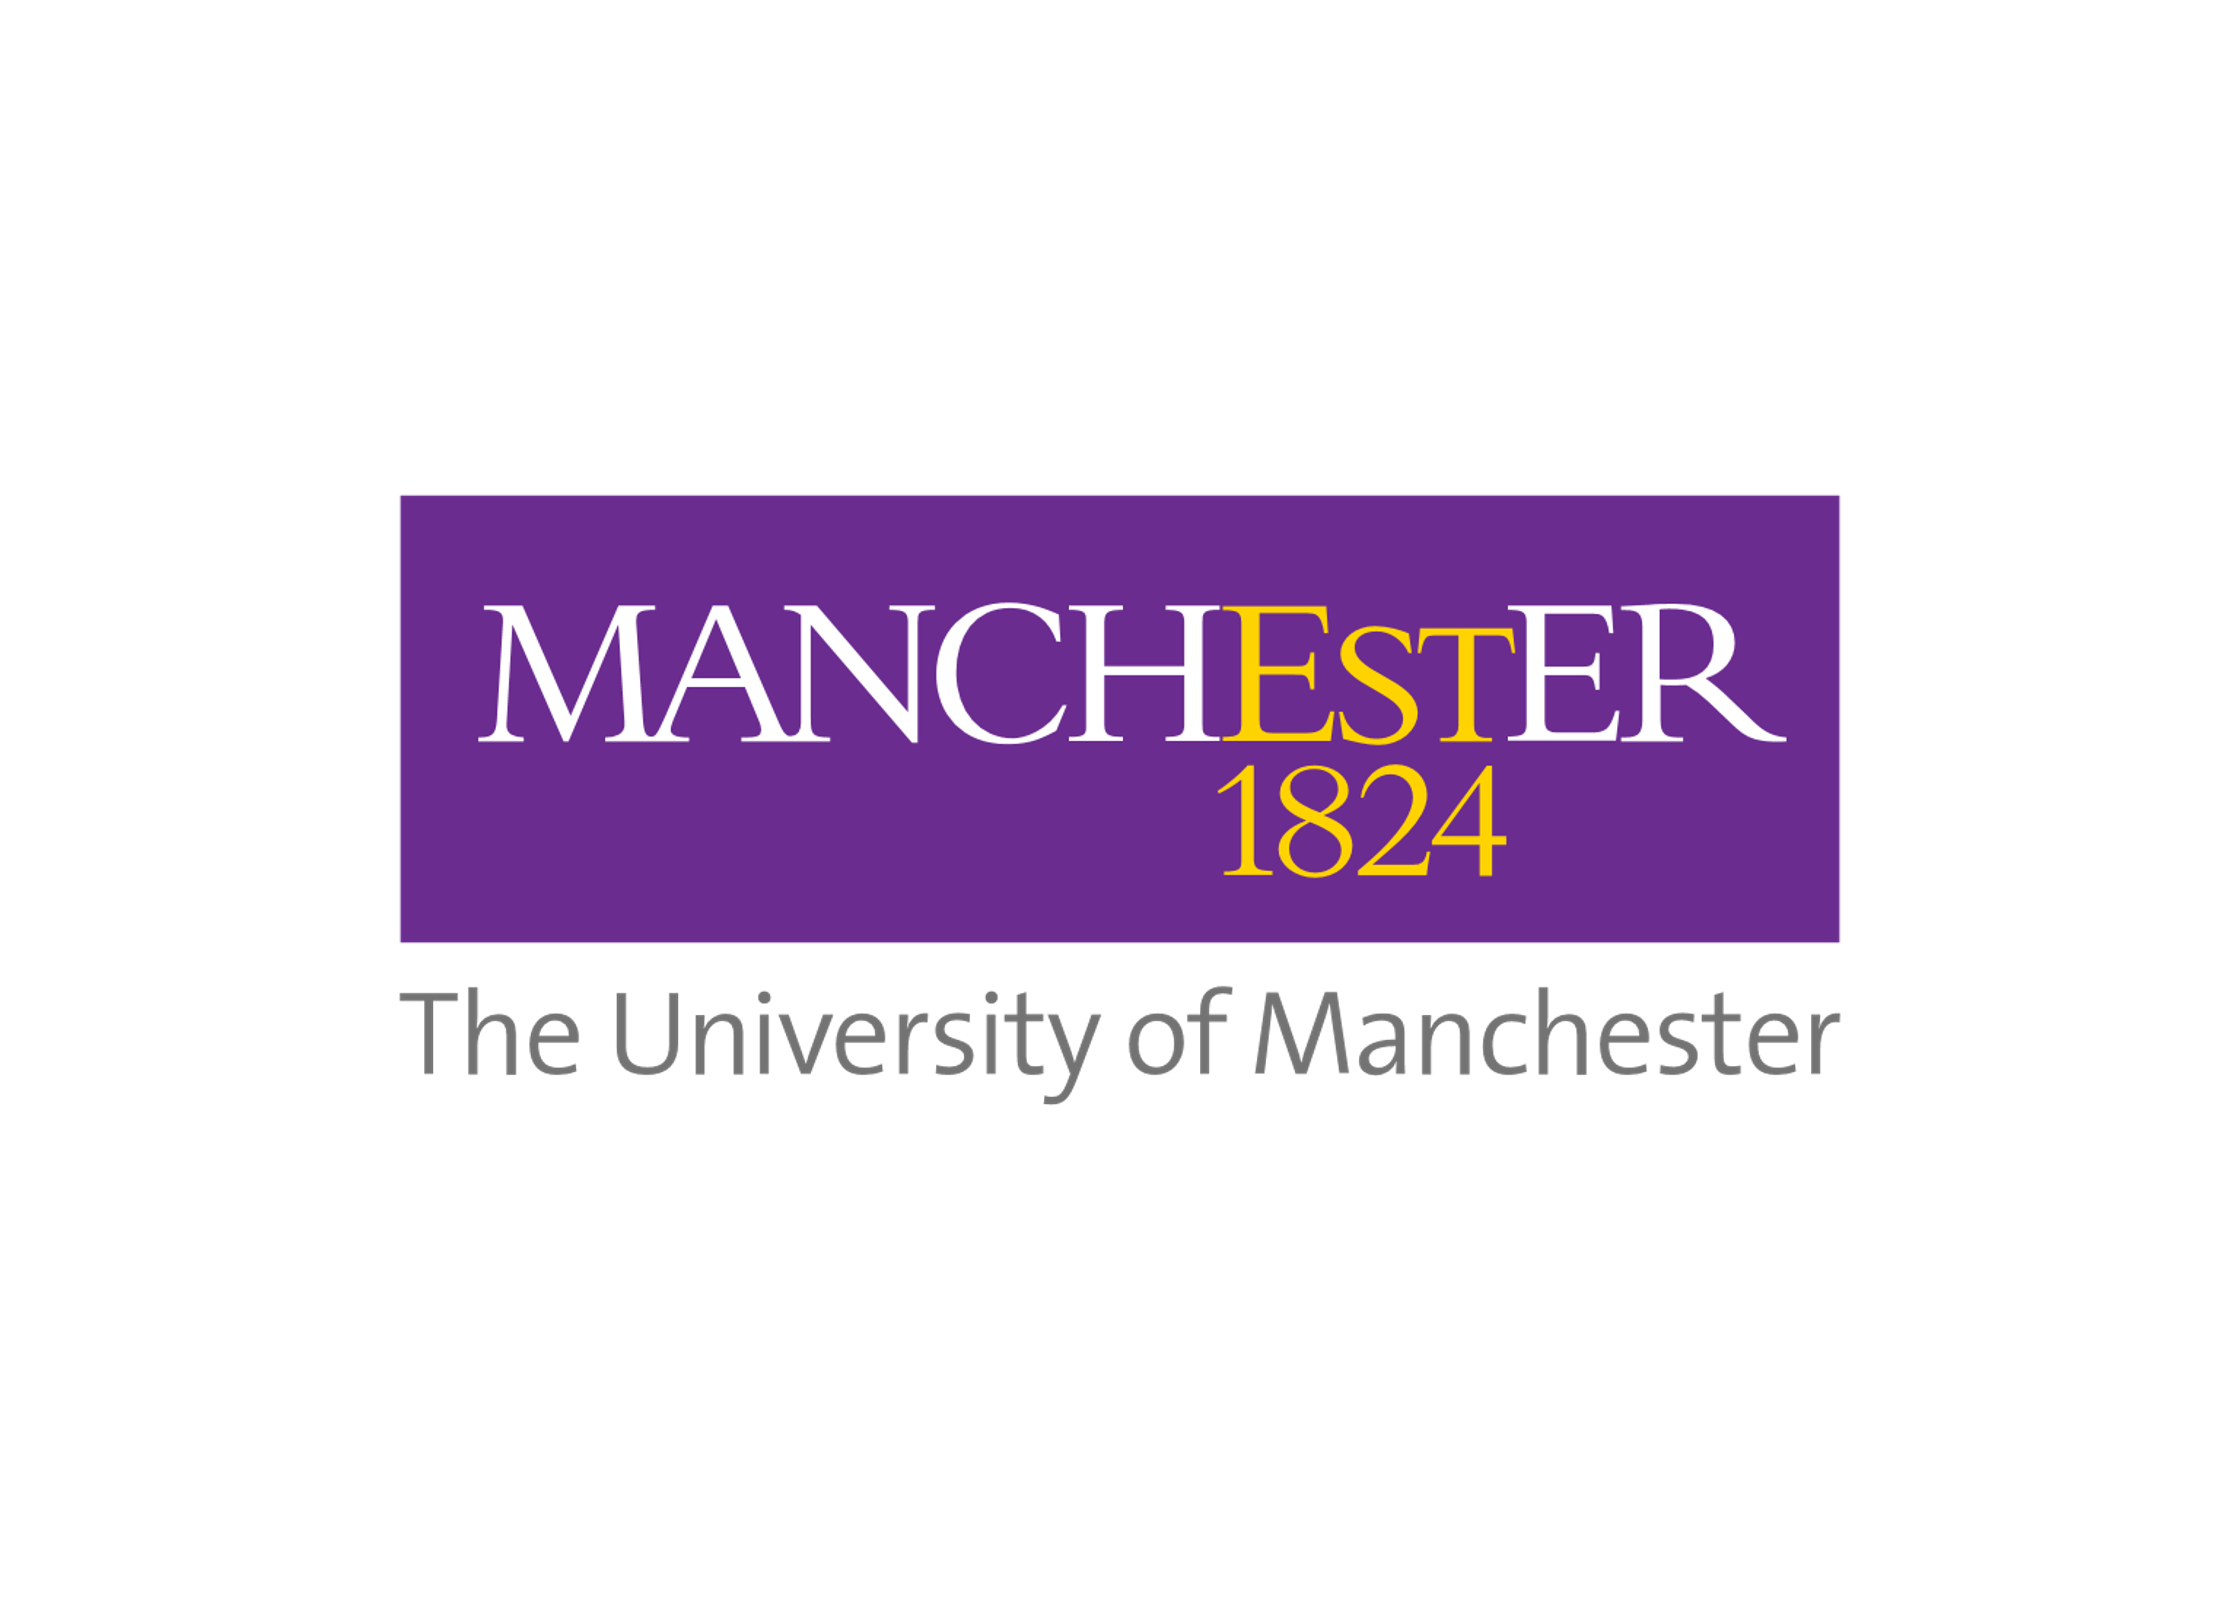 MANCHESTER
1824
The University of Manchester